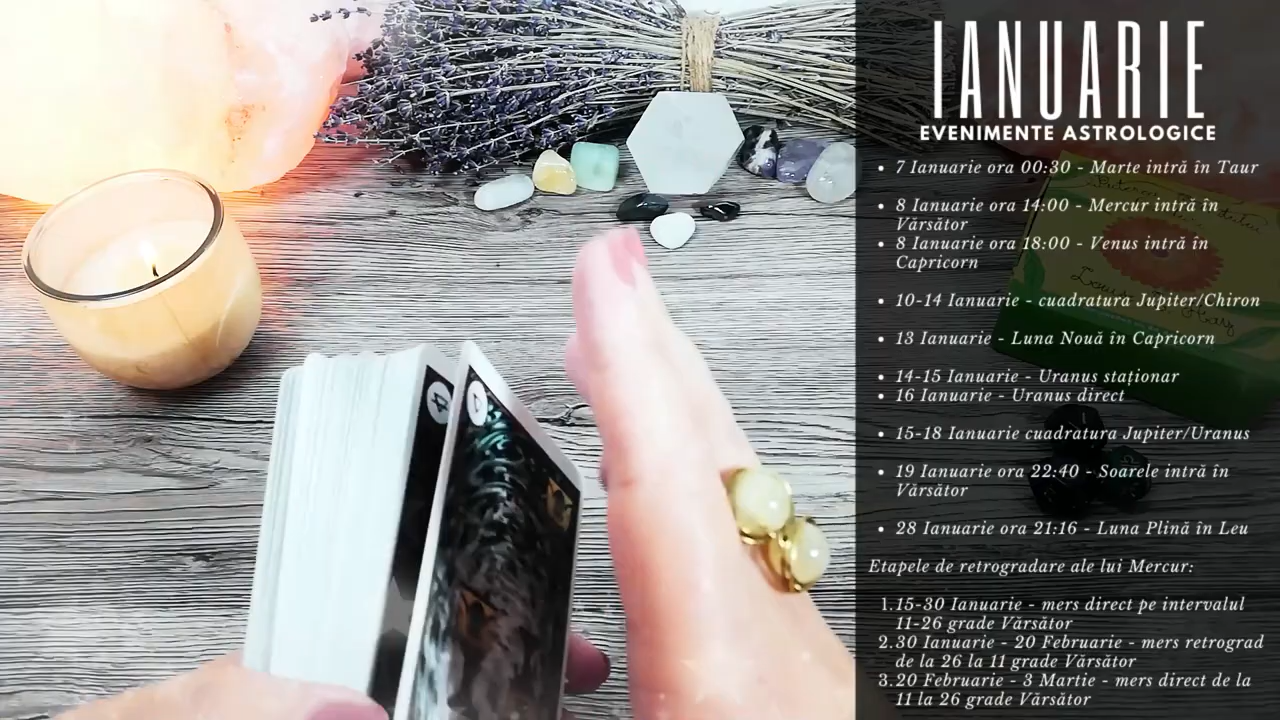 IANUARIE
EVENIMENTE ASTROLOGICE
• 7 Ianuarie ora 00:30 - Marte intră în Taur
• 8 Ianuarie ora 14:00 - Mercur intră în
Vărsător
• 8 Ianuarie ora 18:00 - Venus intră în
Capricorn
• 10-14 Ianuarie - cuadratura Jupiter/Chiron
• 13 Ianuarie - Luna Nouă în Capricorn
• 14-15 Ianuarie - Uranus staționar
• 16 Ianuarie - Uranus direct
• 15-18 Ianuarie cuadratura Jupiter/Uranus
• 19 Ianuarie ora 22:40 - Soarele intră în
Vărsător
• 28 Ianuarie ora 21:16 - Luna Plină în Leu
Etapele de retrogradare ale lui Mercur:
1.15-30 Ianuarie - mers direct pe intervalul
11-26 grade Vărsător
2.30 Ianuarie - 20 Februarie - mers retrograd
de la 26 la 11 grade Vărsător
3.20 Februarie - 3 Martie - mers direct de la
11 la 26 grade Vărsător